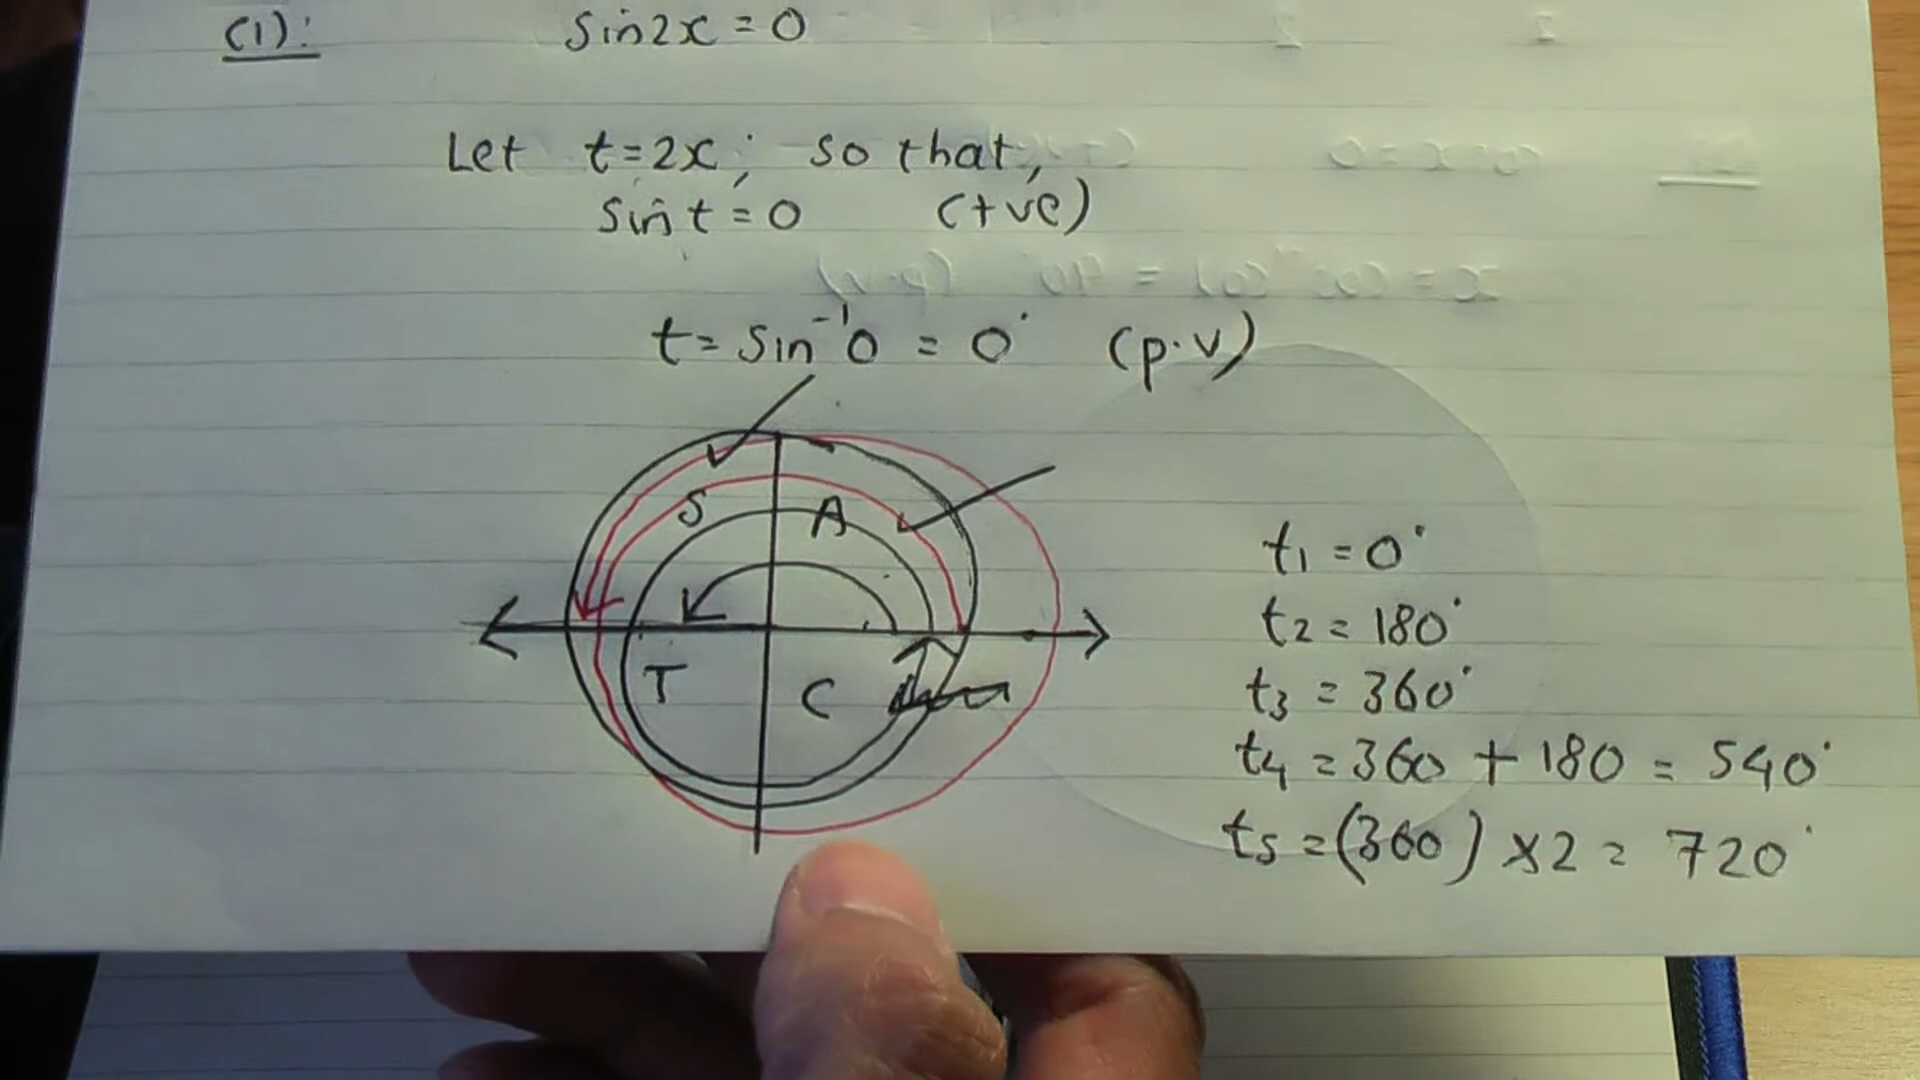 (1): sin2x = 0
Let t=2x; so that,
sin t = 0 (+ve)
t = sin⁻¹0 = 0° (p.v)
S A
T C
t1 = 0°
t2 = 180°
t3 = 360°
t4 = 360 + 180 = 540°
t5 = (360) x2 = 720°